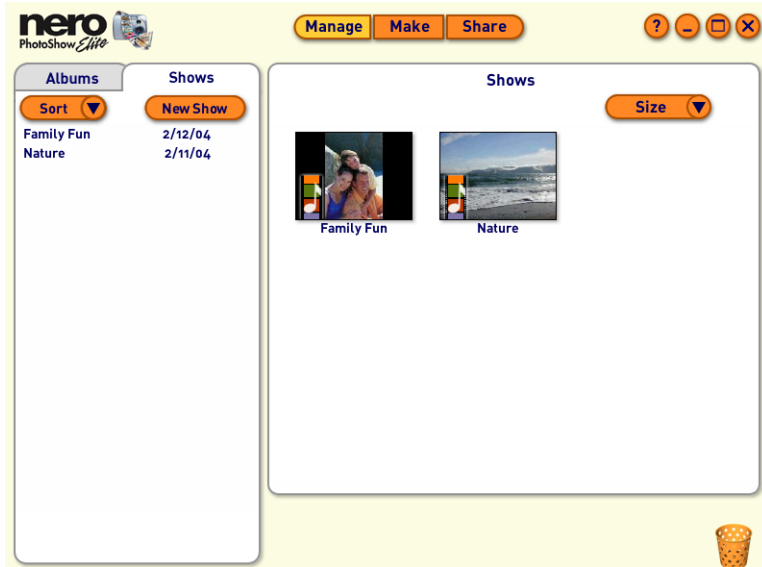 nero
PhotoShow Elite
Manage Make Share ?
Albums Shows
Sort New Show
Family Fun 2/12/04
Nature 2/11/04
Shows
Size
Family Fun Nature